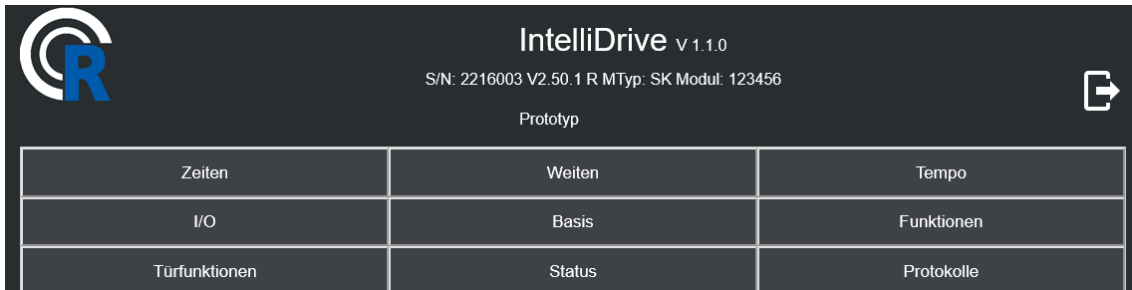 R
IntelliDrive V 1.1.0
S/N: 2216003 V2.50.1 R MTyp: SK Modul: 123456
Prototyp
Zeiten Weiten Tempo
I/O Basis Funktionen
Türfunktionen Status Protokolle